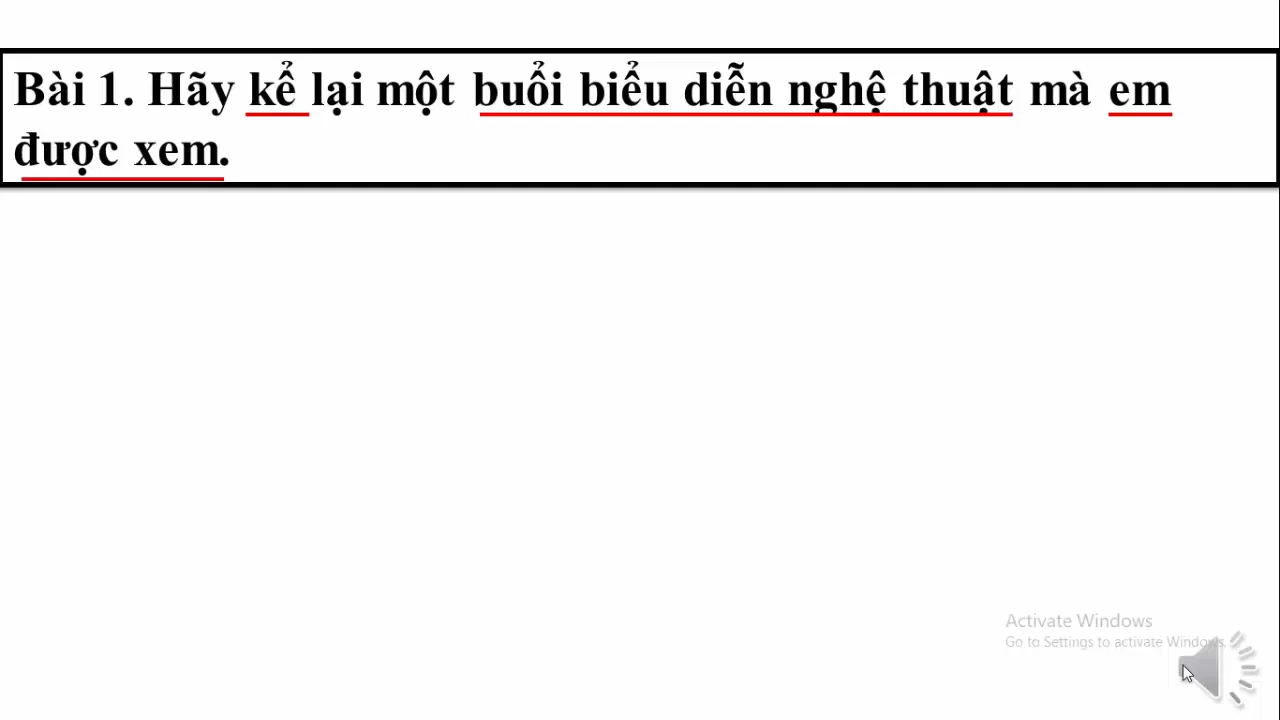 Bài 1. Hãy kể lại một buổi biểu diễn nghệ thuật mà em
được xem.
Activate Windows
Go to Settings to activate Windows.